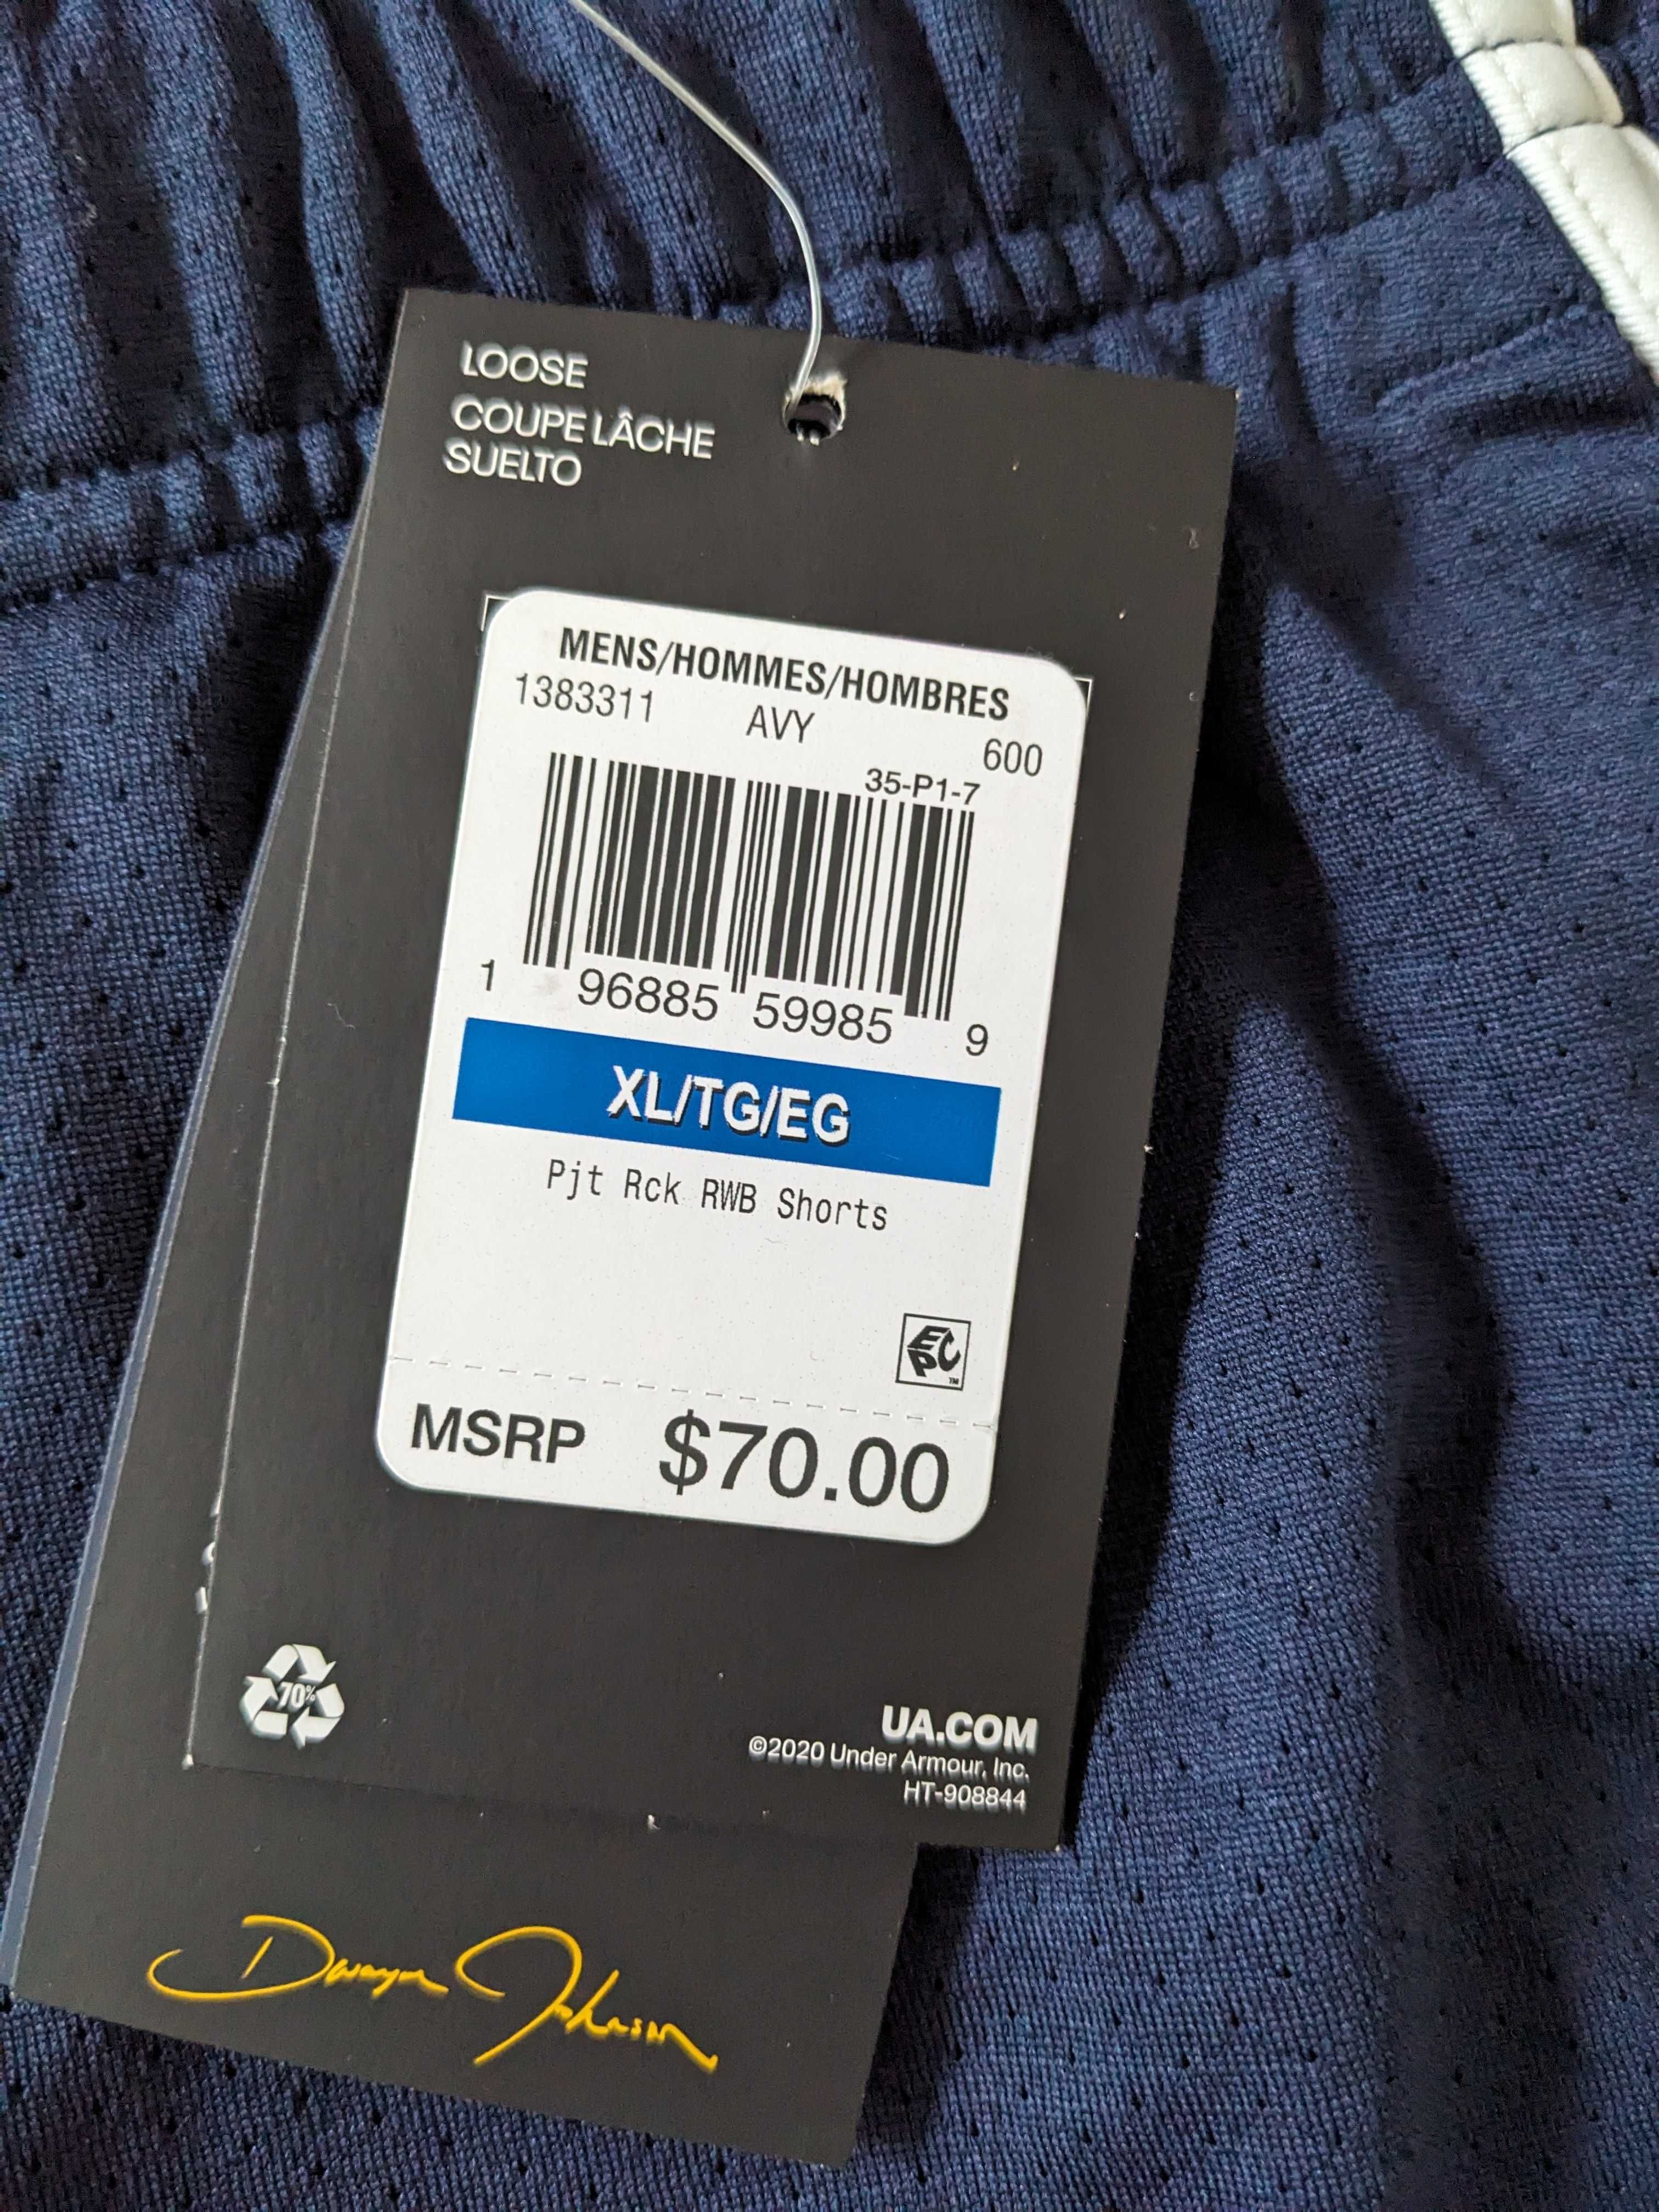 LOOSE
COUPE LÂCHE
SUELTO
MENS/HOMMES/HOMBRES
1383311 AVY 600
35-P1-7
1 96885 59985 9
XL/TG/EG
Pjt Rck RWB Shorts
EPC TM
MSRP $70.00
70%
UA.COM
©2020 Under Armour, Inc.
HT-908844
Dwayne Johnson